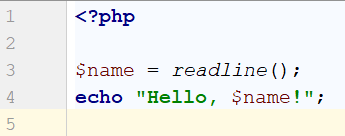 1 <?php
2
3 $name = readline();
4 echo "Hello, $name!";
5